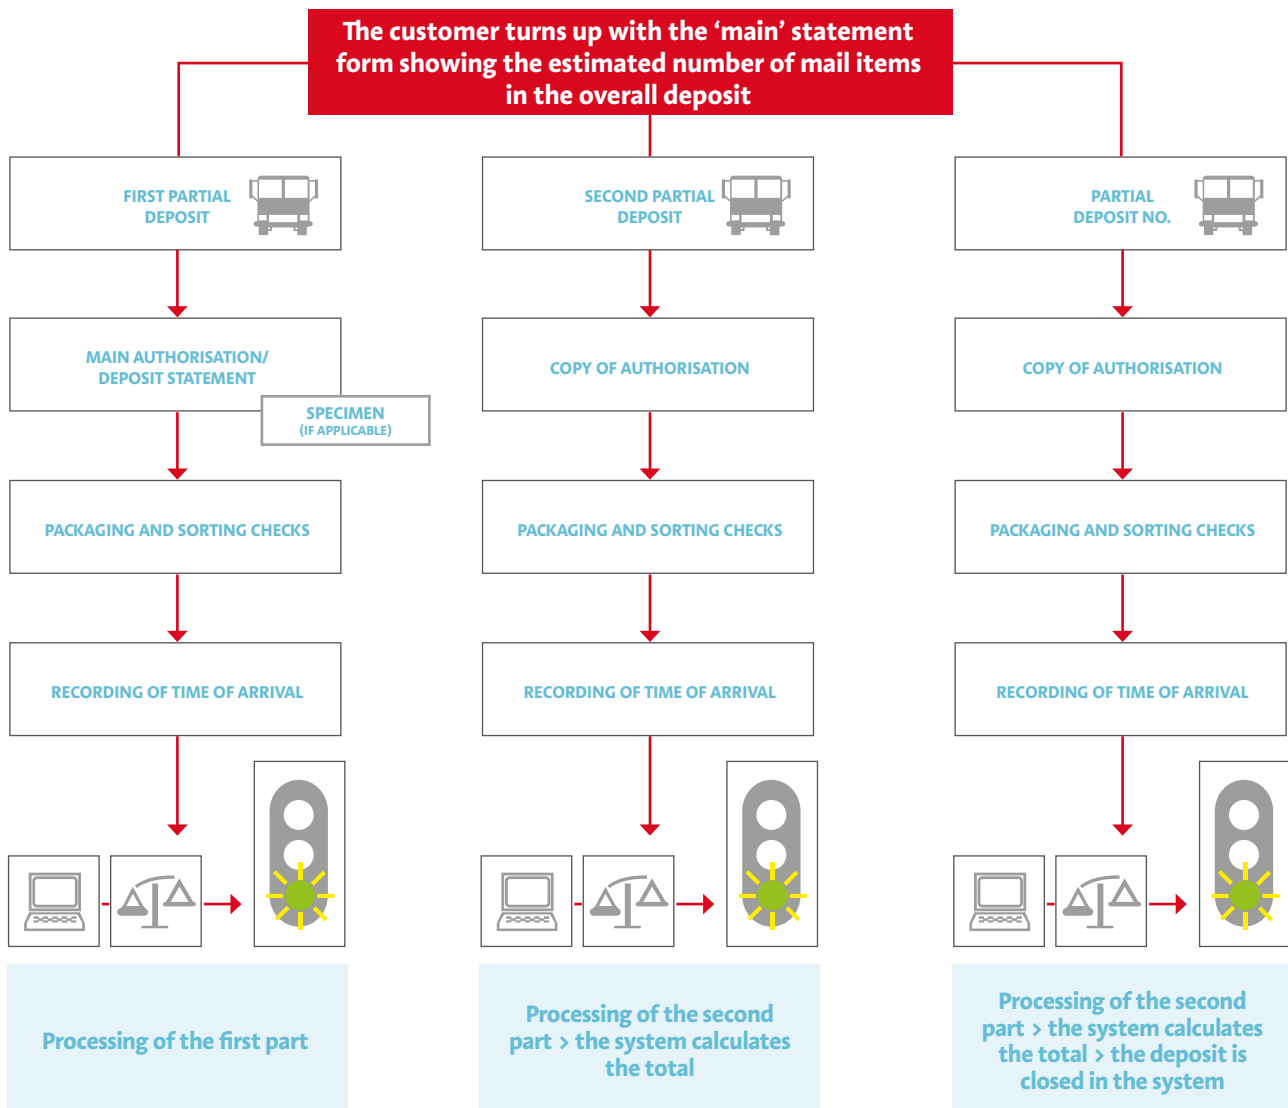 The customer turns up with the ‘main’ statement
form showing the estimated number of mail items
in the overall deposit
FIRST PARTIAL
DEPOSIT
SECOND PARTIAL
DEPOSIT
PARTIAL
DEPOSIT NO.
MAIN AUTHORISATION/
DEPOSIT STATEMENT
SPECIMEN
(IF APPLICABLE)
COPY OF AUTHORISATION
COPY OF AUTHORISATION
PACKAGING AND SORTING CHECKS
PACKAGING AND SORTING CHECKS
PACKAGING AND SORTING CHECKS
RECORDING OF TIME OF ARRIVAL
RECORDING OF TIME OF ARRIVAL
RECORDING OF TIME OF ARRIVAL
Processing of the first part
Processing of the second
part > the system calculates
the total
Processing of the second
part > the system calculates
the total > the deposit is
closed in the system